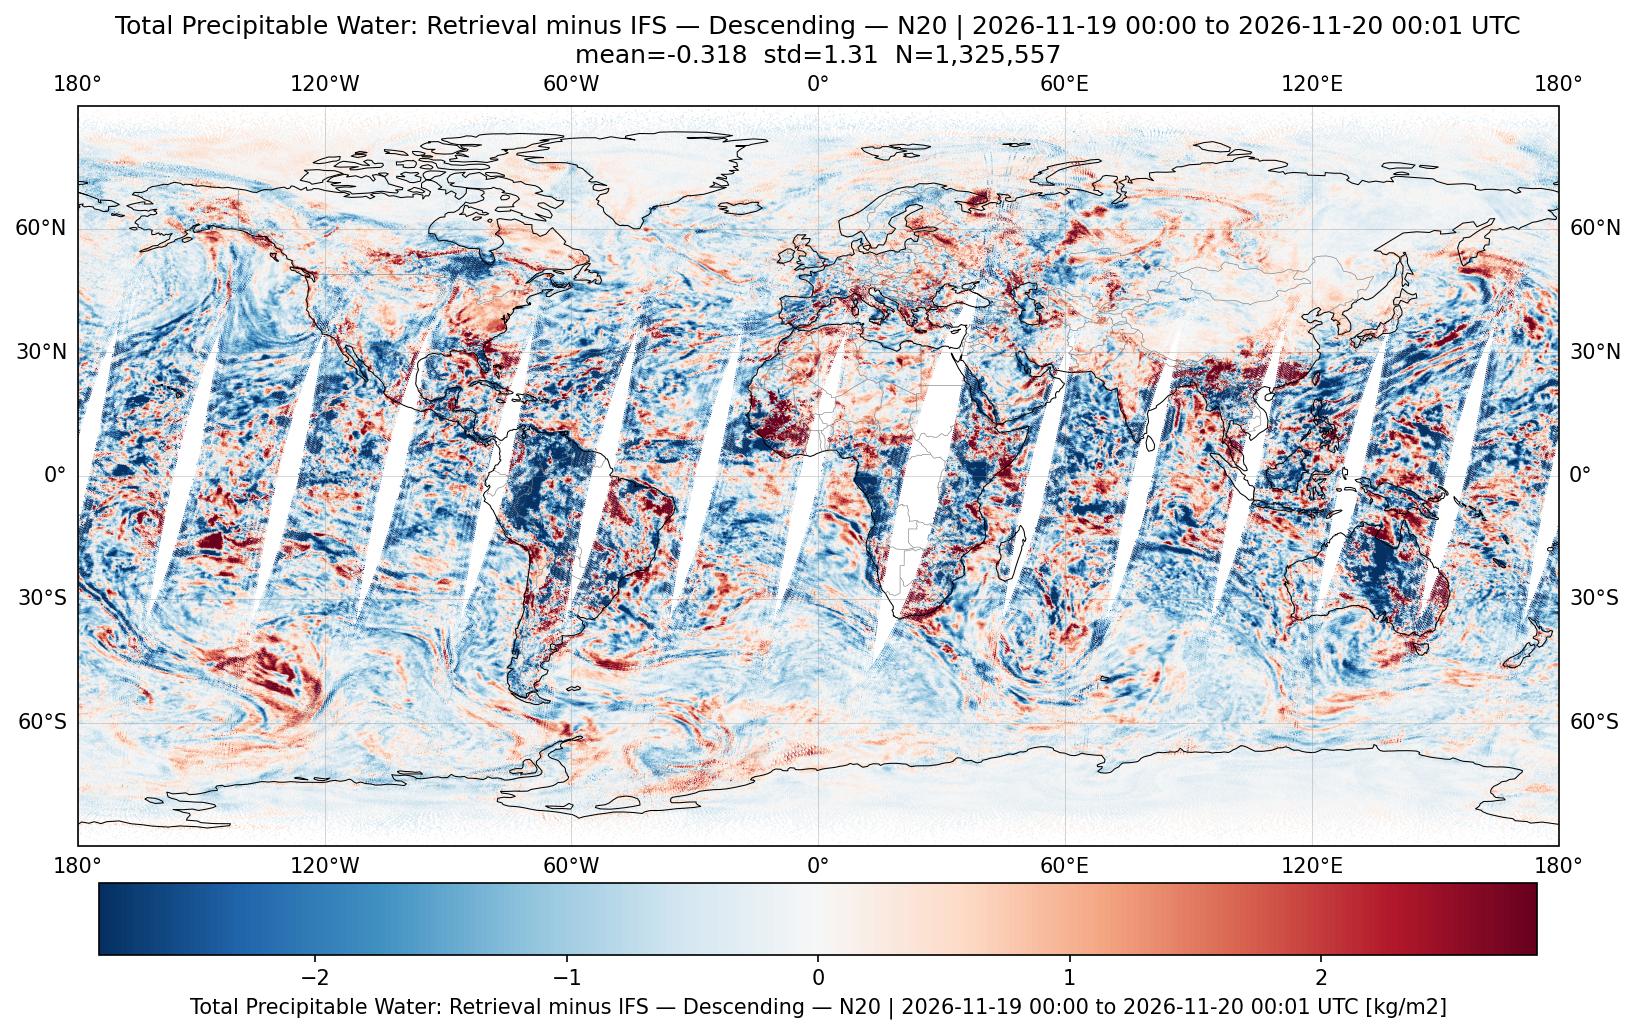 Total Precipitable Water: Retrieval minus IFS — Descending — N20 | 2026-11-19 00:00 to 2026-11-20 00:01 UTC
mean=-0.318 std=1.31 N=1,325,557
180° 120°W 60°W 0° 60°E 120°E 180°
60°N 60°N
30°N 30°N
0° 0°
30°S 30°S
60°S 60°S
180° 120°W 60°W 0° 60°E 120°E 180°
−2 −1 0 1 2
Total Precipitable Water: Retrieval minus IFS — Descending — N20 | 2026-11-19 00:00 to 2026-11-20 00:01 UTC [kg/m2]